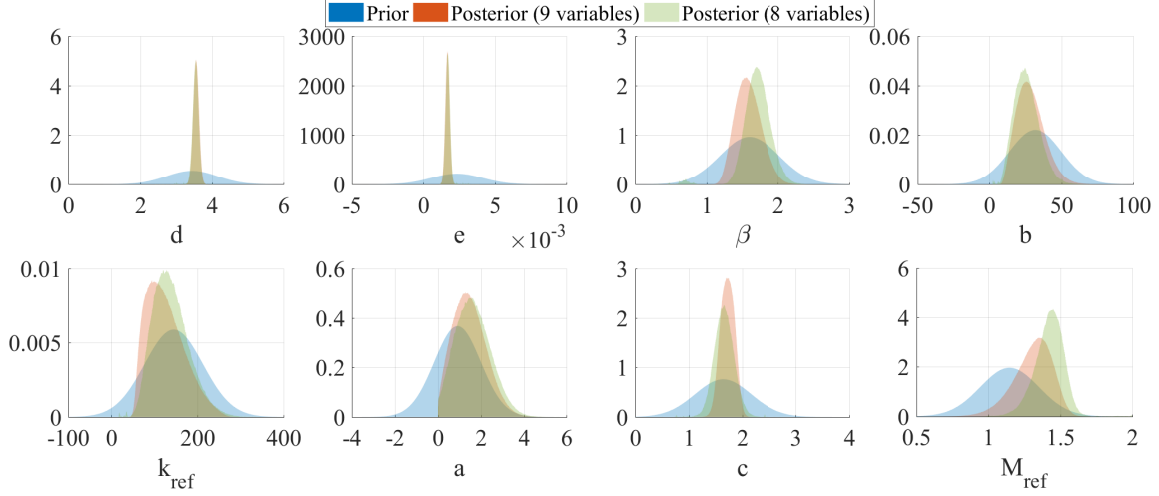 Prior Posterior (9 variables) Posterior (8 variables)
6
4
2
0
0 2 4 6
d
3000
2000
1000
0
-5 0 5 10
e ×10^-3
3
2
1
0
0 1 2 3
β
0.06
0.04
0.02
0
-50 0 50 100
b
0.01
0.005
0
-100 0 200 400
k_ref
0.6
0.4
0.2
0
-4 -2 0 2 4 6
a
3
2
1
0
0 1 2 3 4
c
6
4
2
0
0.5 1 1.5 2
M_ref